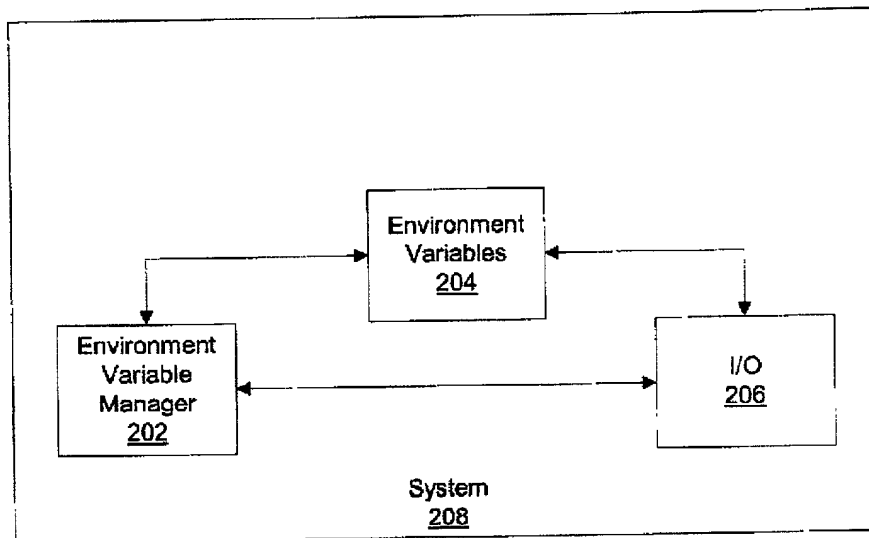 Environment
Variables
204
Environment
Variable
Manager
202
I/O
206
System
208